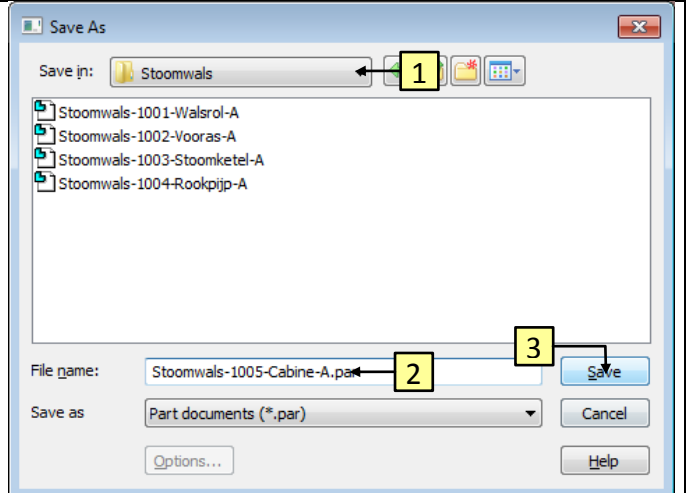 Save As
Save in: Stoomwals 1
Stoomwals-1001-Walsrol-A
Stoomwals-1002-Vooras-A
Stoomwals-1003-Stoomketel-A
Stoomwals-1004-Rookpijp-A
3
File name: Stoomwals-1005-Cabine-A.par 2 Save
Save as Part documents (*.par) Cancel
Options... Help